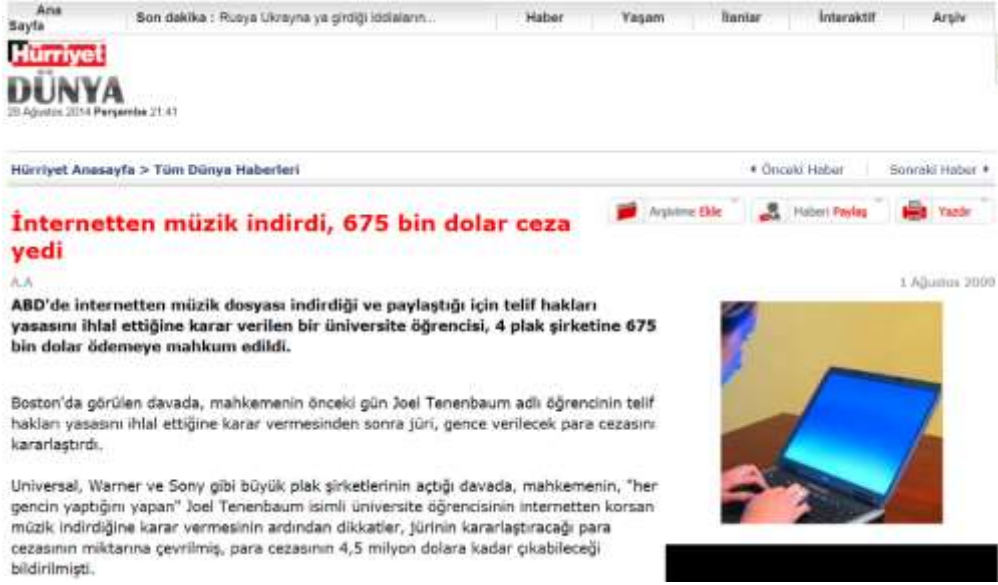 Ana
Sayfa
Son dakika : Rusya Ukrayna ya girdiği iddiaların...
Haber
Yaşam
İlanlar
İnteraktif
Arşiv
Hürriyet
DÜNYA
28 Ağustos 2014 Perşembe 21:41
Hürriyet Anasayfa > Tüm Dünya Haberleri
Önceki Haber
Sonraki Haber
Arşivime Ekle
Haberi Paylaş
Yazdır
İnternetten müzik indirdi, 675 bin dolar ceza
yedi
A.A
1 Ağustos 2009
ABD'de internetten müzik dosyası indirdiği ve paylaştığı için telif hakları
yasasını ihlal ettiğine karar verilen bir üniversite öğrencisi, 4 plak şirketine 675
bin dolar ödemeye mahkum edildi.
Boston'da görülen davada, mahkemenin önceki gün Joel Tenenbaum adlı öğrencinin telif
hakları yasasını ihlal ettiğine karar vermesinden sonra jüri, gence verilecek para cezasını
kararlaştırdı.
Universal, Warner ve Sony gibi büyük plak şirketlerinin açtığı davada, mahkemenin, "her
gencin yaptığını yapan" Joel Tenenbaum isimli üniversite öğrencisinin internetten korsan
müzik indirdiğine karar vermesinin ardından dikkatler, jürinin kararlaştıracağı para
cezasının miktarına çevrilmiş, para cezasının 4,5 milyon dolara kadar çıkabileceği
bildirilmişti.